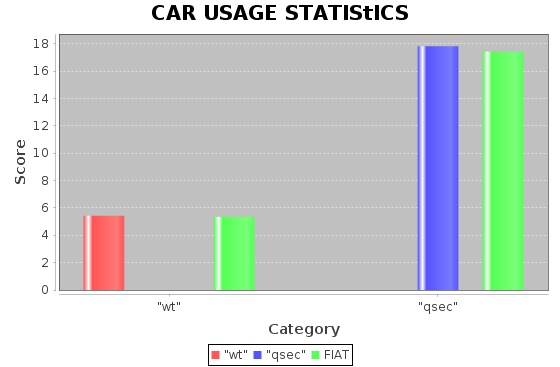 CAR USAGE STATIStICS
18
16
14
12
10
8
6
4
2
0
Score
"wt"
"qsec"
Category
"wt" "qsec" FIAT